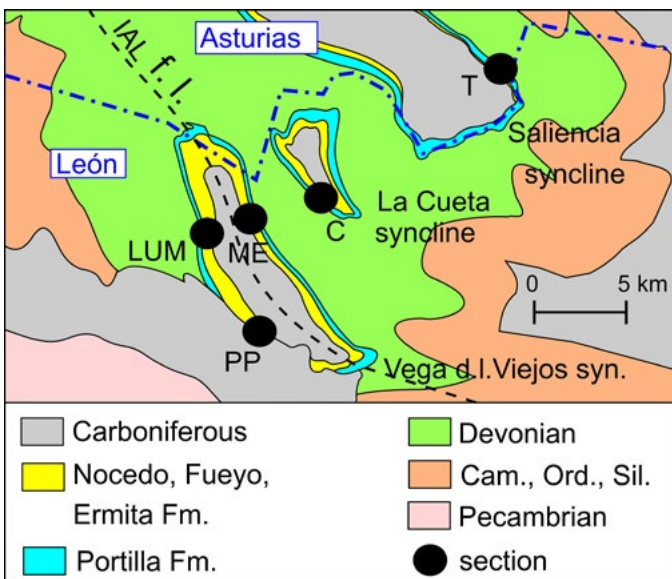 Asturias
IAL f. l.
T
León
Saliencia
syncline
La Cueta
syncline
C
LUM
ME
0 5 km
PP
Vega d.l.Viejos syn.
Carboniferous
Nocedo, Fueyo,
Ermita Fm.
Portilla Fm.
Devonian
Cam., Ord., Sil.
Pecambrian
section